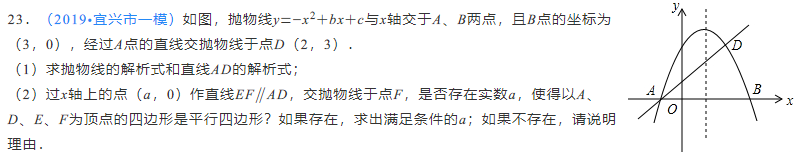 23．（2019•宜兴市一模）如图，抛物线y=−x²+bx+c与x轴交于A、B两点，且B点的坐标为
（3，0），经过A点的直线交抛物线于点D（2，3）．
（1）求抛物线的解析式和直线AD的解析式；
（2）过x轴上的点（a，0）作直线EF∥AD，交抛物线于点F，是否存在实数a，使得以A、
D、E、F为顶点的四边形是平行四边形？如果存在，求出满足条件的a；如果不存在，请说明
理由．
y
D
A
B
O
x